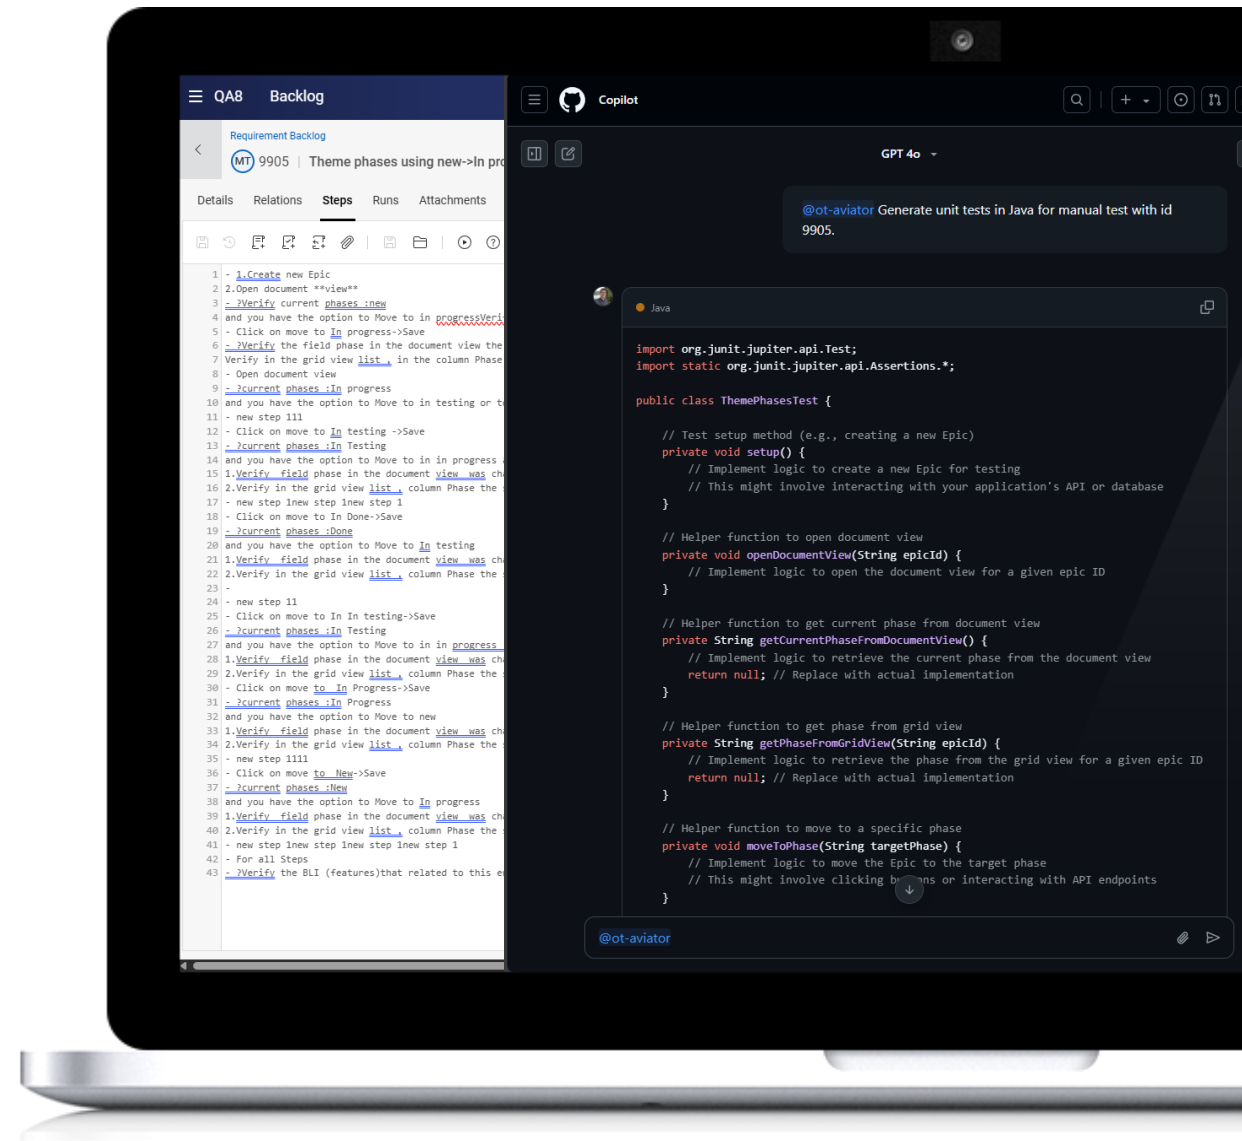 QA8 Backlog
Requirement Backlog
MT 9905 | Theme phases using new->In pro
Details Relations Steps Runs Attachments
1 - 1.Create new Epic
2 2.Open document **view**
3 - ?Verify current phases :new
4 and you have the option to Move to in progressVeri
5 - Click on move to In progress->Save
6 - ?Verify the field phase in the document view the
7 Verify in the grid view list , in the column Phase
8 - Open document view
9 - ?current phases :In progress
10 and you have the option to Move to in testing or t
11 - new step 111
12 - Click on move to In testing ->Save
13 - ?current phases :In Testing
14 and you have the option to Move to in in progress
15 1.Verify field phase in the document view was ch
16 2.Verify in the grid view list , column Phase the
17 - new step 1new step 1new step 1
18 - Click on move to In Done->Save
19 - ?current phases :Done
20 and you have the option to Move to In testing
21 1.Verify field phase in the document view was ch
22 2.Verify in the grid view list , column Phase the
23 -
24 - new step 11
25 - Click on move to In In testing->Save
26 - ?current phases :In Testing
27 and you have the option to Move to in in progress
28 1.Verify field phase in the document view was ch
29 2.Verify in the grid view list , column Phase the
30 - Click on move to In Progress->Save
31 - ?current phases :In Progress
32 and you have the option to Move to new
33 1.Verify field phase in the document view was ch
34 2.Verify in the grid view list , column Phase the
35 - new step 1111
36 - Click on move to New->Save
37 - ?current phases :New
38 and you have the option to Move to In progress
39 1.Verify field phase in the document view was ch
40 2.Verify in the grid view list , column Phase the
41 - new step 1new step 1new step 1new step 1
42 - For all Steps
43 - ?Verify the BLI (features)that related to this e
Copilot
GPT 4o
@ot-aviator Generate unit tests in Java for manual test with id
9905.
Java
import org.junit.jupiter.api.Test;
import static org.junit.jupiter.api.Assertions.*;
public class ThemePhasesTest {
// Test setup method (e.g., creating a new Epic)
private void setup() {
// Implement logic to create a new Epic for testing
// This might involve interacting with your application's API or database
}
// Helper function to open document view
private void openDocumentView(String epicId) {
// Implement logic to open the document view for a given epic ID
}
// Helper function to get current phase from document view
private String getCurrentPhaseFromDocumentView() {
// Implement logic to retrieve the current phase from the document view
return null; // Replace with actual implementation
}
// Helper function to get phase from grid view
private String getPhaseFromGridView(String epicId) {
// Implement logic to retrieve the phase from the grid view for a given epic ID
return null; // Replace with actual implementation
}
// Helper function to move to a specific phase
private void moveToPhase(String targetPhase) {
// Implement logic to move the Epic to the target phase
// This might involve clicking b ns or interacting with API endpoints
}
@ot-aviator